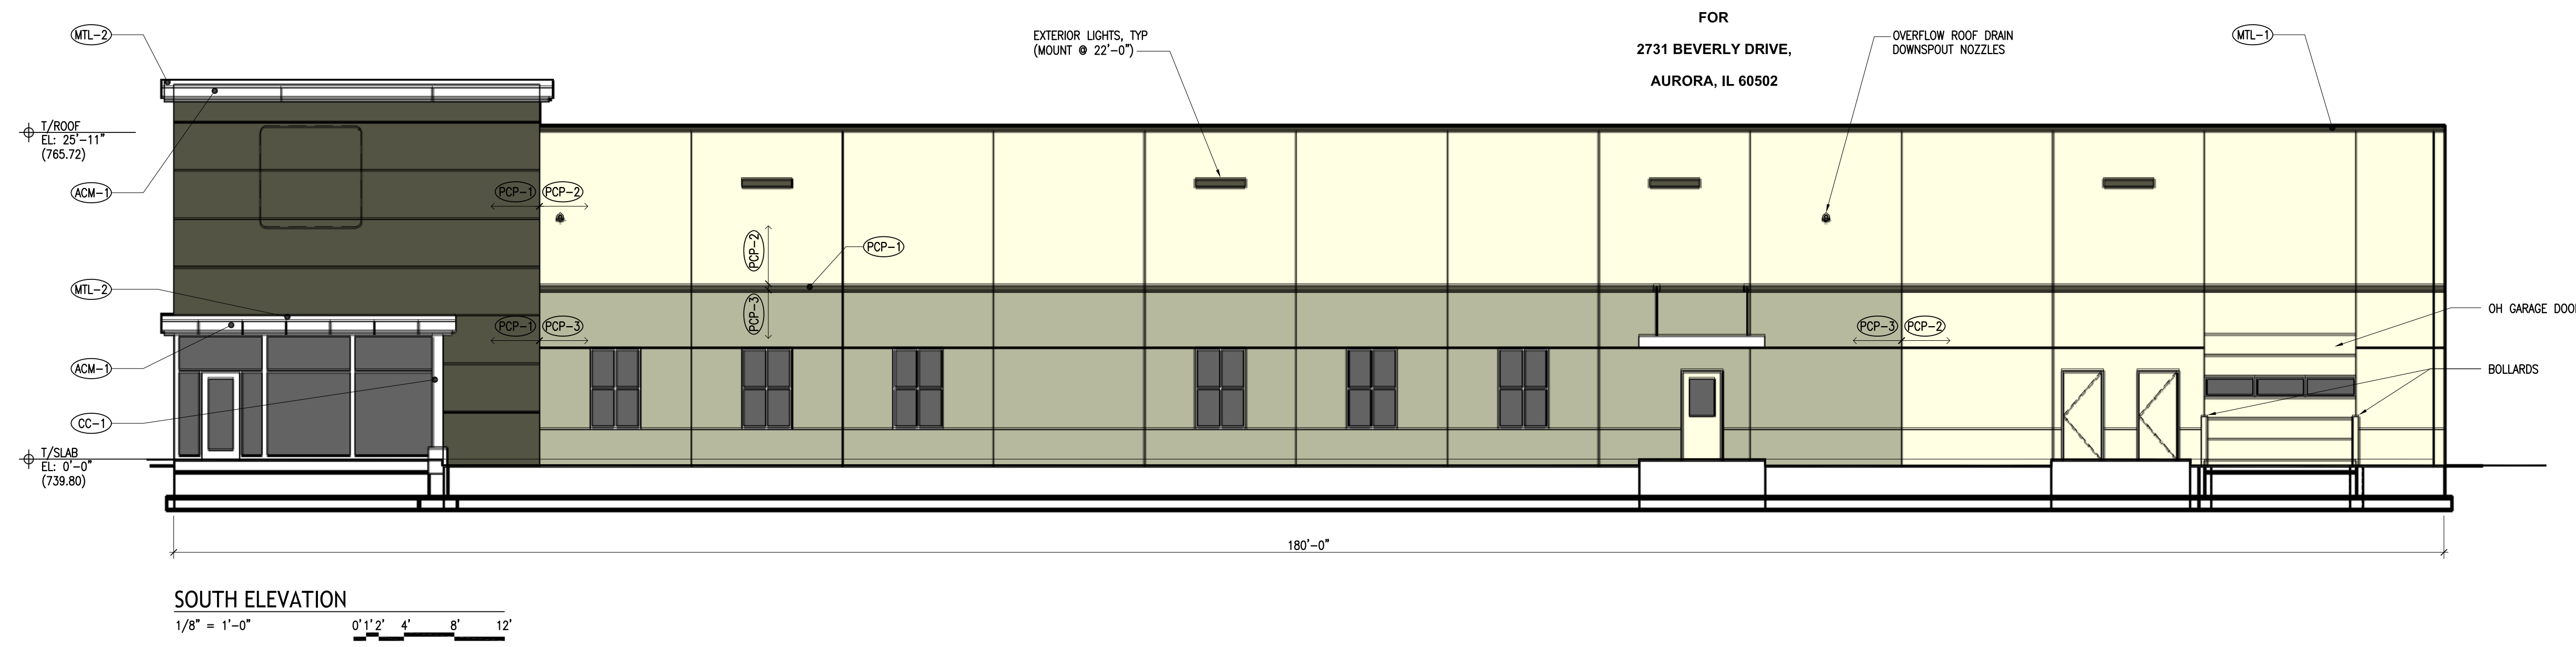 FOR
2731 BEVERLY DRIVE,
AURORA, IL 60502
MTL-2
EXTERIOR LIGHTS, TYP
(MOUNT @ 22'-0")
OVERFLOW ROOF DRAIN
DOWNSPOUT NOZZLES
MTL-1
T/ROOF
EL: 25'-11"
(765.72)
ACM-1
PCP-1 PCP-2
PCP-2
PCP-1
MTL-2
PCP-3
PCP-1 PCP-3
PCP-3 PCP-2
OH GARAGE
ACM-1
BOLLARDS
CC-1
T/SLAB
EL: 0'-0"
(739.80)
180'-0"
SOUTH ELEVATION
1/8" = 1'-0"
0' 1' 2' 4' 8' 12'